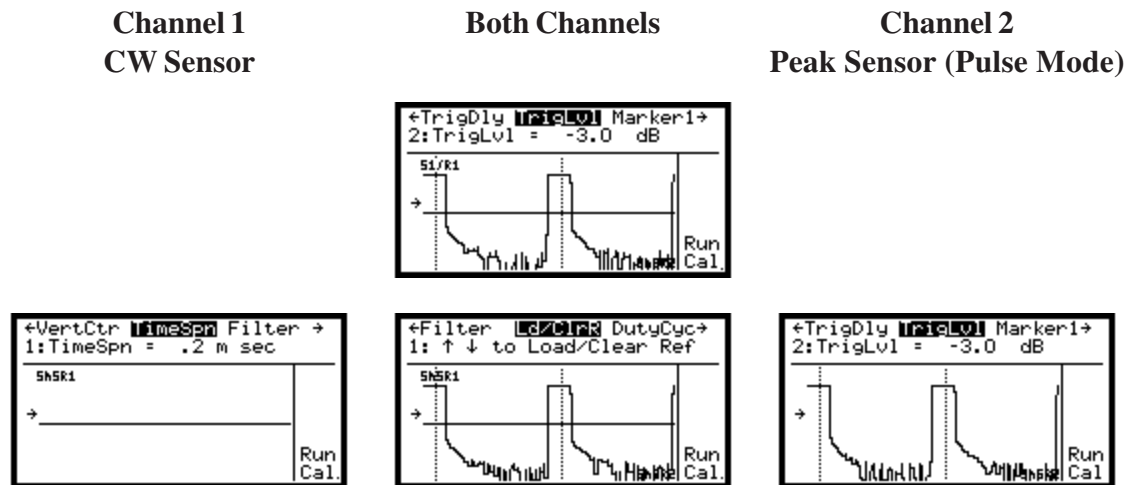 Channel 1
CW Sensor
Both Channels
Channel 2
Peak Sensor (Pulse Mode)
←TrigDly TrigLvl Marker1→
2:TrigLvl = -3.0 dB
→
Run
Cal.
←VertCtr TimeSpn Filter →
1:TimeSpn = .2 m sec
→
Run
Cal.
←Filter Ld/ClrR DutyCyc→
1: ↑ ↓ to Load/Clear Ref
→
Run
Cal
←TrigDly TrigLvl Marker1→
2:TrigLvl = -3.0 dB
→
Run
Cal